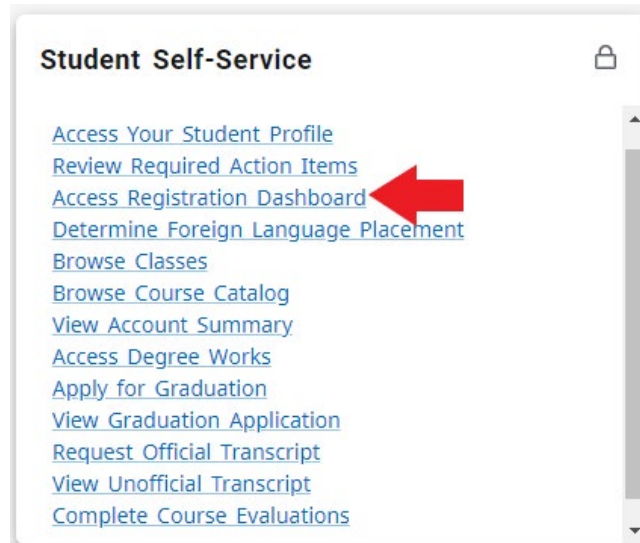 Student Self-Service
Access Your Student Profile
Review Required Action Items
Access Registration Dashboard
Determine Foreign Language Placement
Browse Classes
Browse Course Catalog
View Account Summary
Access Degree Works
Apply for Graduation
View Graduation Application
Request Official Transcript
View Unofficial Transcript
Complete Course Evaluations